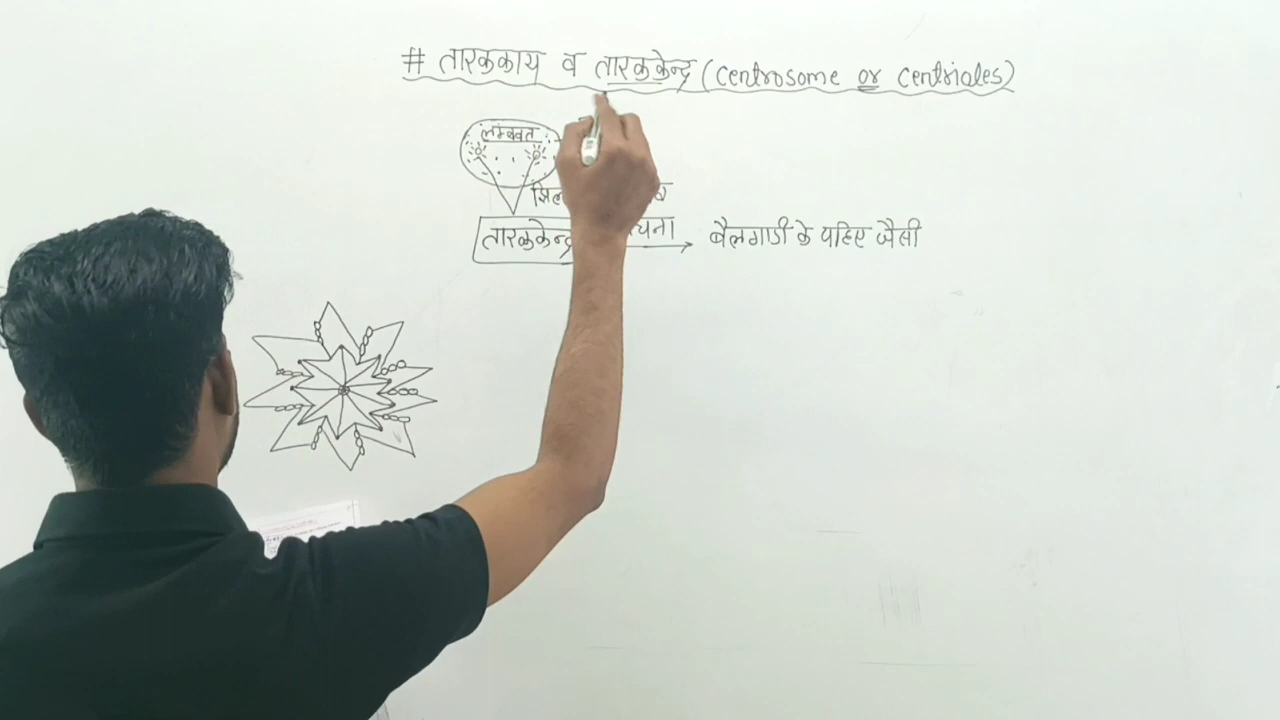 # तारककाय व तारककेन्द्र (Centrosome or Centrioles)
लम्बवत
तारककेन्द्र
बैलगाडी के पहिए जैसी